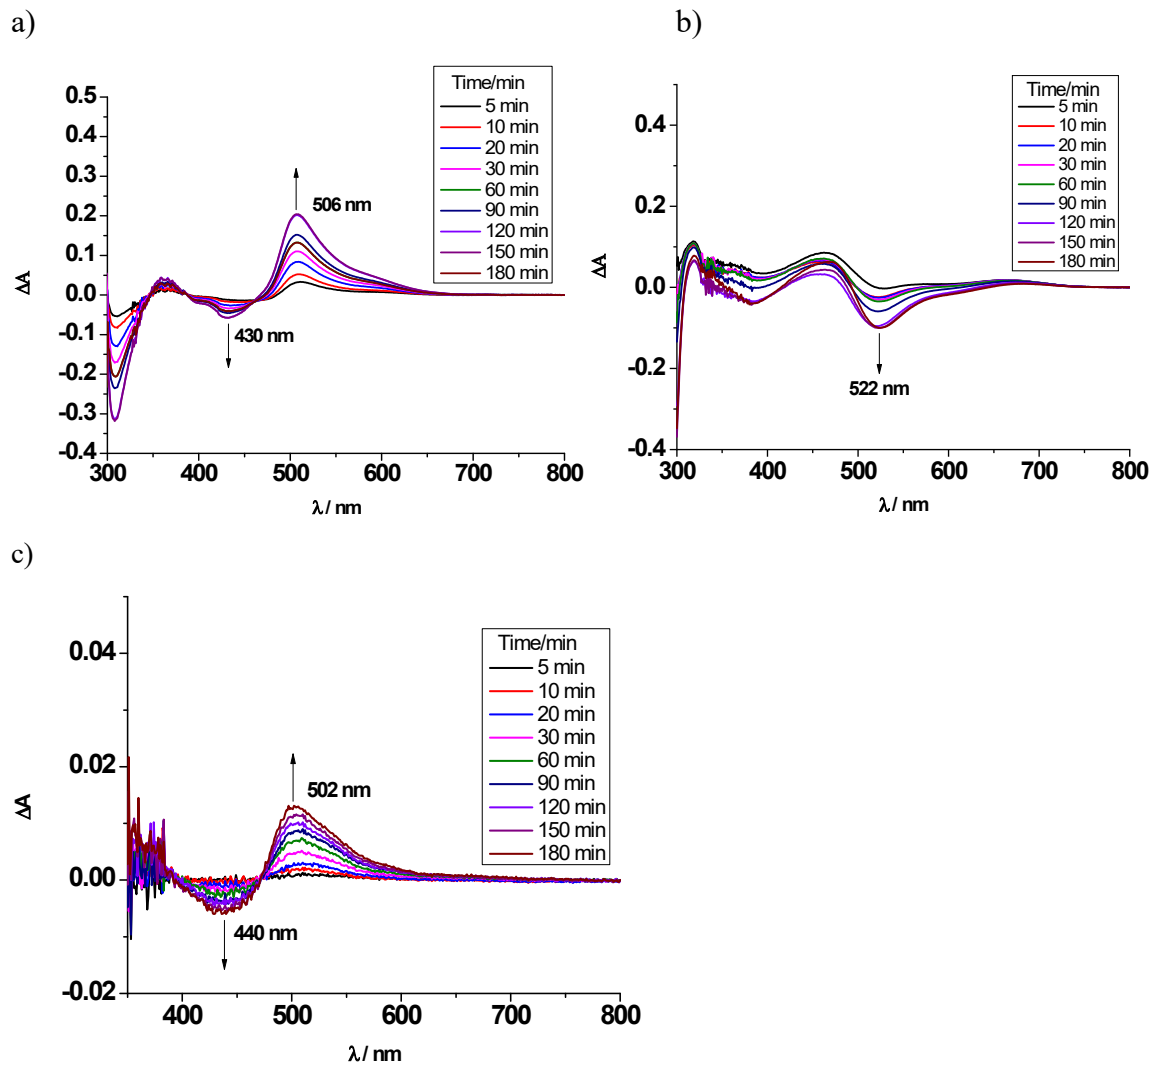 a)
Time/min
5 min
10 min
20 min
30 min
60 min
90 min
120 min
150 min
180 min
0.5
0.4
0.3
0.2
0.1
0.0
-0.1
-0.2
-0.3
-0.4
300 400 500 600 700 800
ΔA
λ / nm
506 nm
430 nm
b)
Time/min
5 min
10 min
20 min
30 min
60 min
90 min
120 min
150 min
180 min
0.4
0.2
0.0
-0.2
-0.4
300 400 500 600 700 800
ΔA
λ / nm
522 nm
c)
Time/min
5 min
10 min
20 min
30 min
60 min
90 min
120 min
150 min
180 min
0.04
0.02
0.00
-0.02
400 500 600 700 800
ΔA
λ / nm
502 nm
440 nm